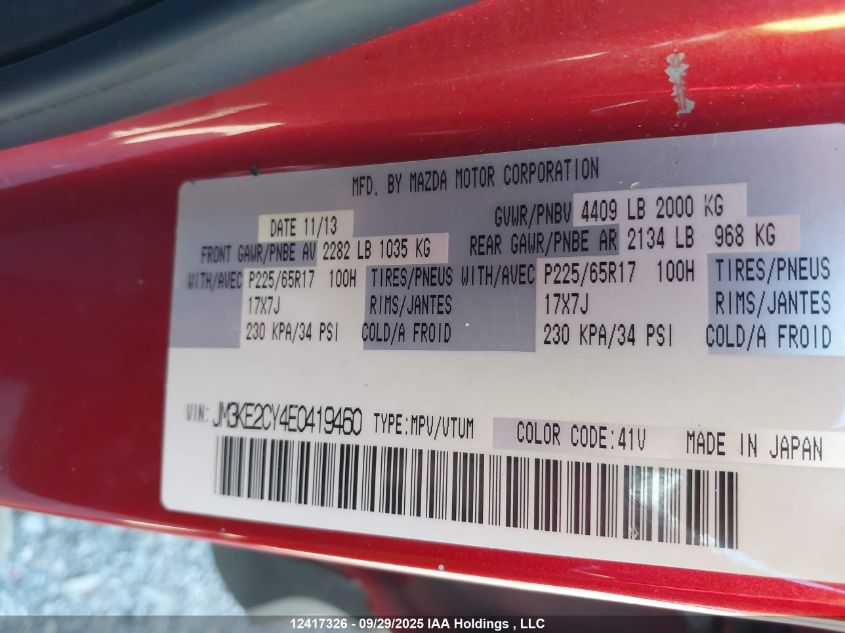 MFD. BY MAZDA MOTOR CORPORATION
DATE 11/13 GVWR/PNBV 4409 LB 2000 KG
FRONT GAWR/PNBE AV 2282 LB 1035 KG REAR GAWR/PNBE AR 2134 LB 968 KG
WITH/AVEC P225/65R17 100H TIRES/PNEUS WITH/AVEC P225/65R17 100H TIRES/PNEUS
17X7J RIMS/JANTES 17X7J RIMS/JANTES
230 KPA/34 PSI COLD/A FROID 230 KPA/34 PSI COLD/A FROID
VIN: JM3KE2CY4E0419460 TYPE:MPV/VTUM COLOR CODE:41V MADE IN JAPAN
12417326 - 09/29/2025 IAA Holdings , LLC